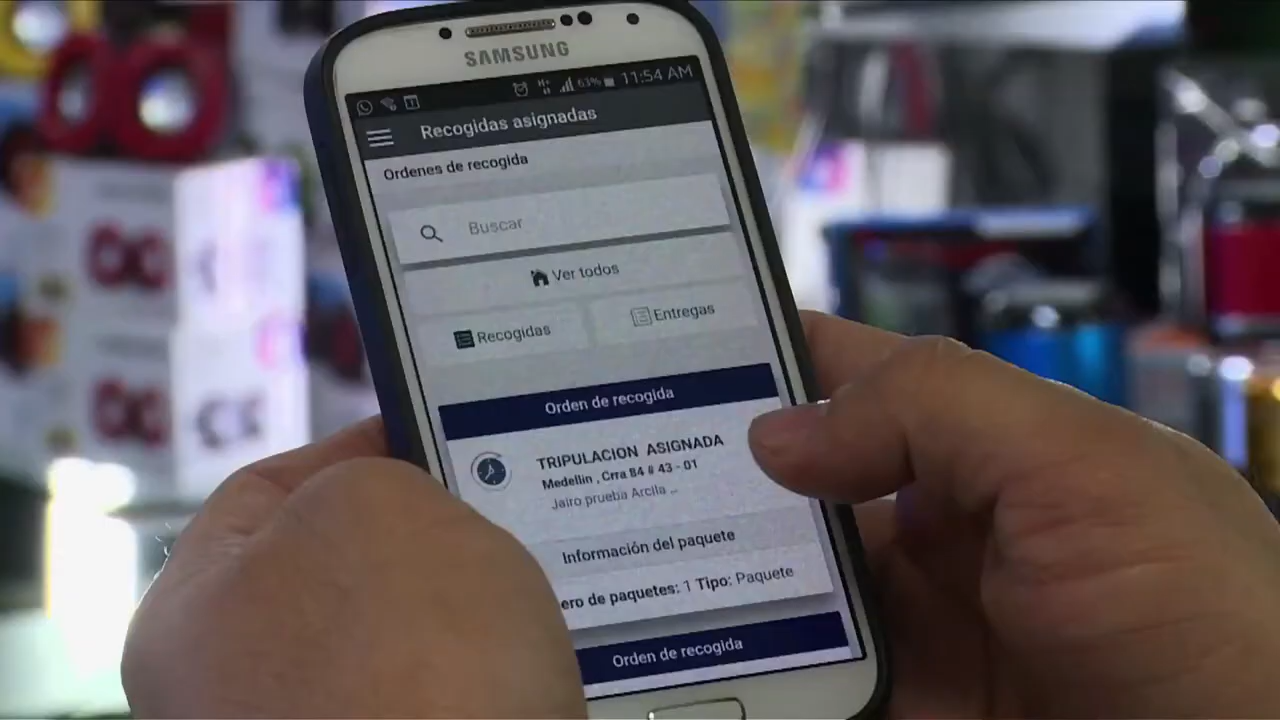 SAMSUNG
63% 11:54 AM
Recogidas asignadas
Ordenes de recogida
Buscar
Ver todos
Recogidas
Entregas
Orden de recogida
TRIPULACION ASIGNADA
Medellin , Crra 84 # 43 - 01
Jairo prueba Arcila ...
Información del paquete
ero de paquetes: 1 Tipo: Paquete
Orden de recogida